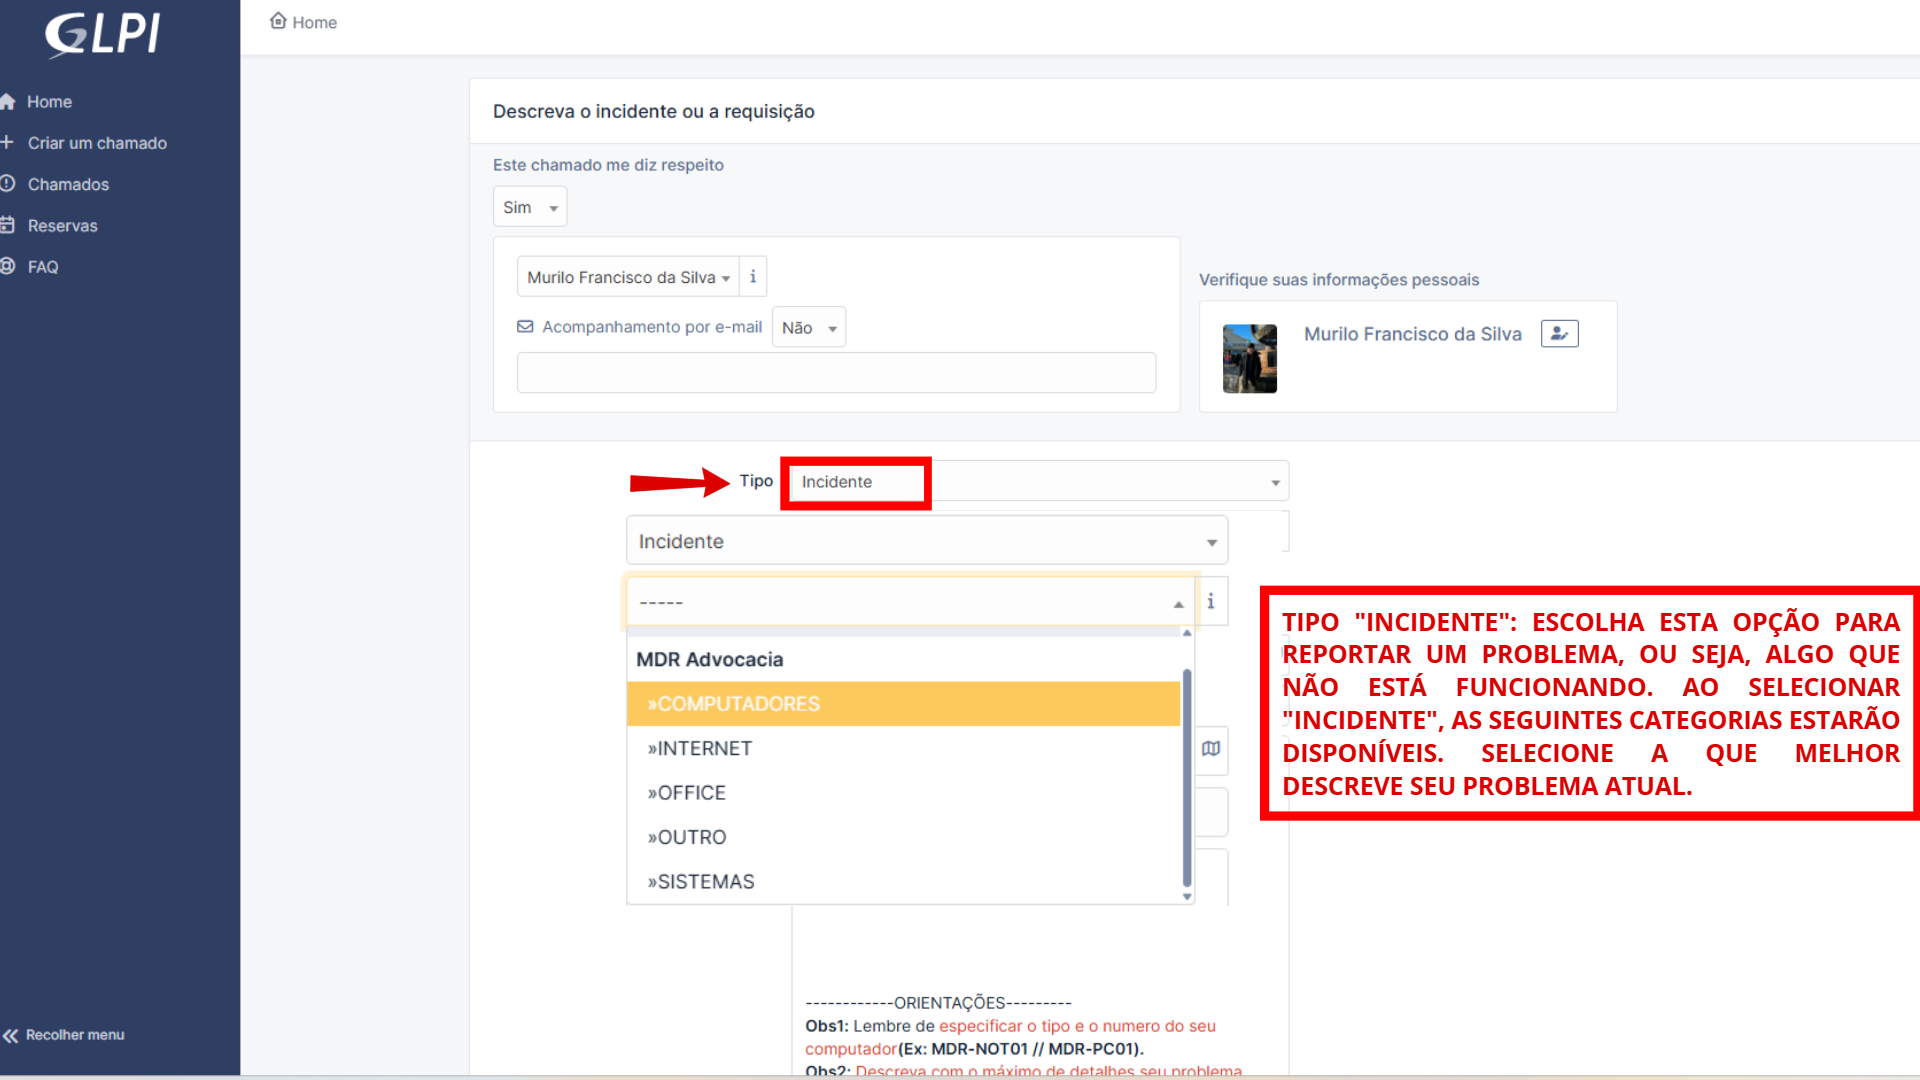 GLPI
Home
Home
Criar um chamado
Chamados
Reservas
FAQ
Recolher menu
Descreva o incidente ou a requisição
Este chamado me diz respeito
Sim
Murilo Francisco da Silva
i
Acompanhamento por e-mail
Não
Verifique suas informações pessoais
Murilo Francisco da Silva
Tipo
Incidente
Incidente
-----
i
MDR Advocacia
»COMPUTADORES
»INTERNET
»OFFICE
»OUTRO
»SISTEMAS
TIPO "INCIDENTE": ESCOLHA ESTA OPÇÃO PARA
REPORTAR UM PROBLEMA, OU SEJA, ALGO QUE
NÃO ESTÁ FUNCIONANDO. AO SELECIONAR
"INCIDENTE", AS SEGUINTES CATEGORIAS ESTARÃO
DISPONÍVEIS. SELECIONE A QUE MELHOR
DESCREVE SEU PROBLEMA ATUAL.
------------ORIENTAÇÕES---------
Obs1: Lembre de especificar o tipo e o numero do seu
computador(Ex: MDR-NOT01 // MDR-PC01).
Obs2: Descreva com o máximo de detalhes seu problema